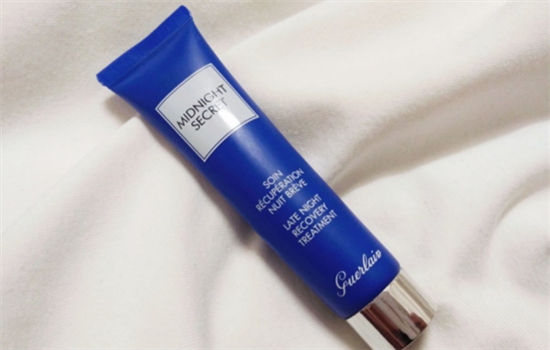 MIDNIGHT
SECRET
SOIN
RÉCUPÉRATION
NUIT BRÈVE
LATE NIGHT
RECOVERY
TREATMENT
Guerlain